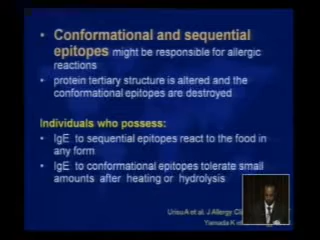 • Conformational and sequential
epitopes might be responsible for allergic
reactions
• protein tertiary structure is altered and the
conformational epitopes are destroyed
Individuals who possess:
• IgE to sequential epitopes react to the food in
any form
• IgE to conformational epitopes tolerate small
amounts after heating or hydrolysis
Urisu A et al. J Allergy
Yamada K